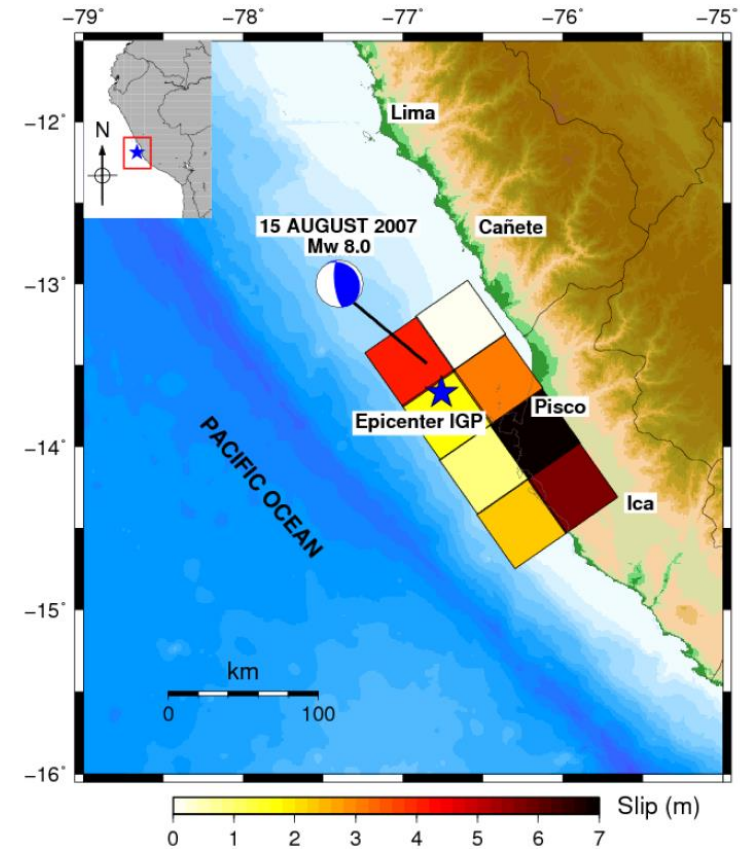 −79° −78° −77° −76° −75°
N
Lima
−12°
15 AUGUST 2007
Mw 8.0
Cañete
−13°
Epicenter IGP
Pisco
−14°
PACIFIC OCEAN
Ica
−15°
km
0 100
−16°
Slip (m)
0 1 2 3 4 5 6 7